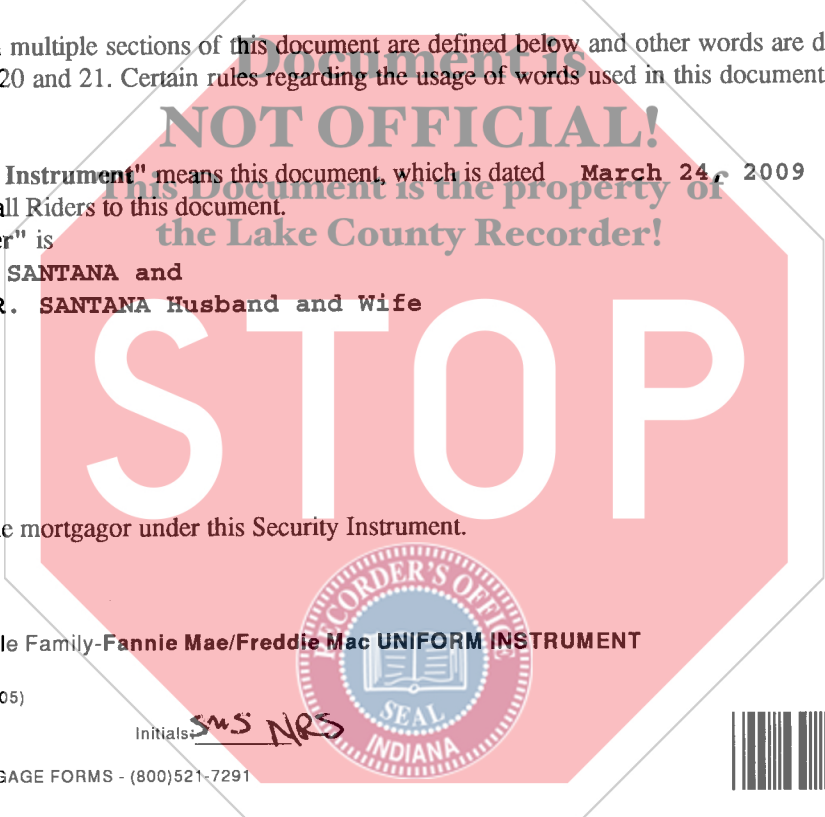 multiple sections of this document are defined below and other words are d
Document is
20 and 21. Certain rules regarding the usage of words used in this document
NOT OFFICIAL!
Instrument" means this document, which is dated March 24, 2009
This Document is the property of
all Riders to this document.
the Lake County Recorder!
er" is
SANTANA and
R. SANTANA Husband and Wife
STOP
e mortgagor under this Security Instrument.
RECORDER'S OFFICE
le Family-Fannie Mae/Freddie Mac UNIFORM INSTRUMENT
05)
SEAL
Initials: SMS NRS
INDIANA
GAGE FORMS - (800)521-7291